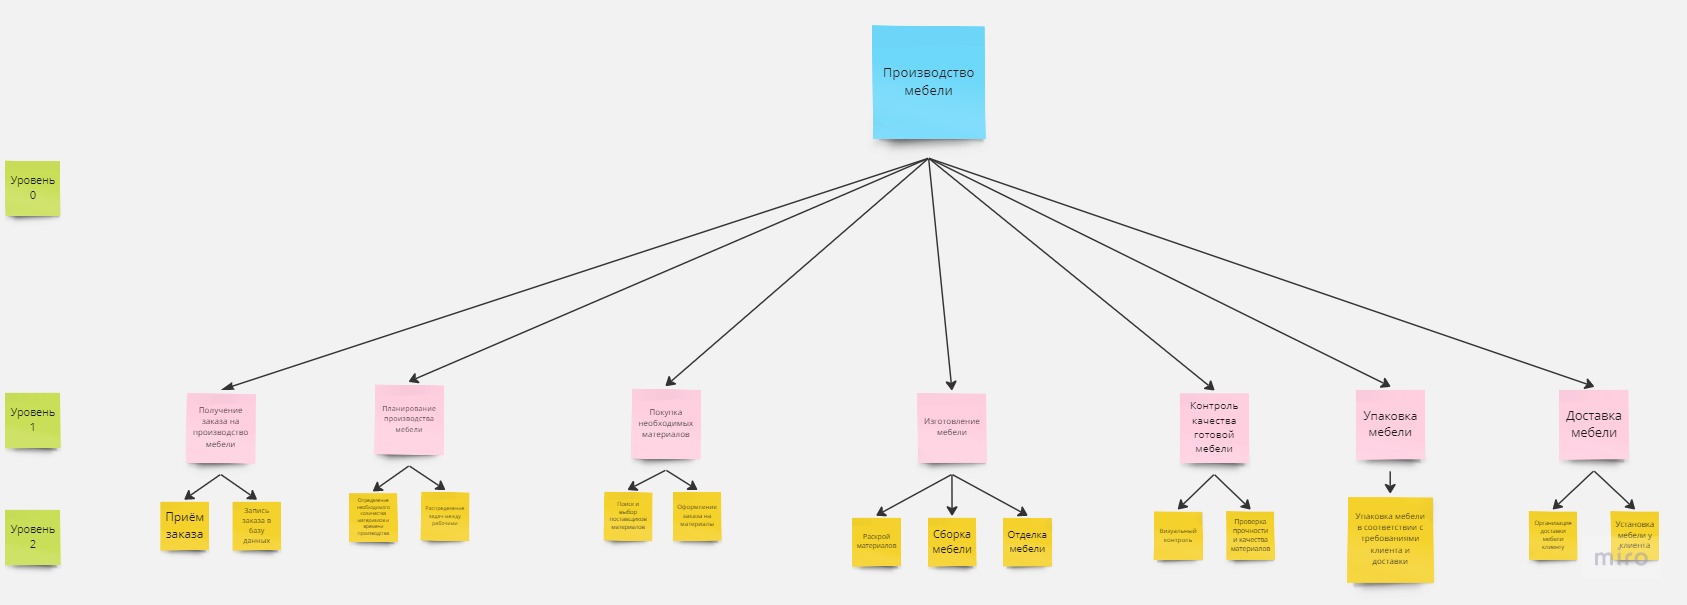 Производство
мебели
Уровень
0
Уровень
1
Получение
заказа на
производство
мебели
Планирование
производства
мебели
Покупка
необходимых
материалов
Изготовление
мебели
Контроль
качества
готовой
мебели
Упаковка
мебели
Доставка
мебели
Уровень
2
Приём
заказа
Запись
заказа в
базу
данных
Определение
необходимого
количества
материалов и
времени
производства
Распределение
задач между
рабочими
Поиск и
выбор
поставщиков
материалов
Оформление
заказа на
материалы
Раскрой
материалов
Сборка
мебели
Отделка
мебели
Визуальный
контроль
Проверка
прочности
и качества
материалов
Упаковка мебели
в соответствии с
требованиями
клиента и
доставки
Организация
доставки
мебели
клиенту
Установка
мебели у
клиента
miro